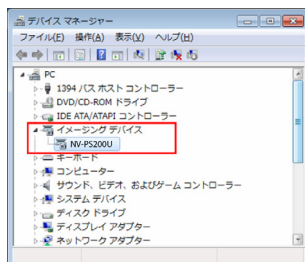 デバイス マネージャー
ファイル(F) 操作(A) 表示(V) ヘルプ(H)
PC
1394 バス ホスト コントローラー
DVD/CD-ROM ドライブ
IDE ATA/ATAPI コントローラー
イメージング デバイス
NV-PS200U
キーボード
コンピューター
サウンド、ビデオ、およびゲーム コントローラー
システム デバイス
ディスク ドライブ
ディスプレイ アダプター
ネットワーク アダプター